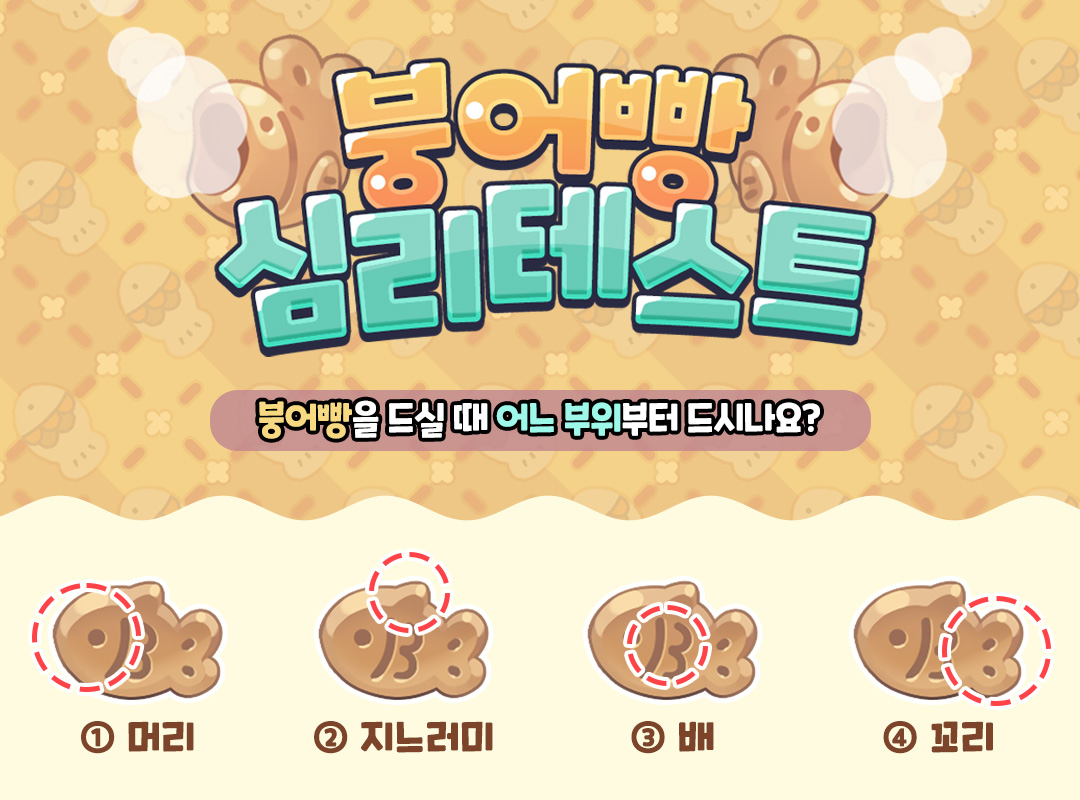 붕어빵
심리테스트
붕어빵을 드실 때 어느 부위부터 드시나요?
① 머리
② 지느러미
③ 배
④ 꼬리